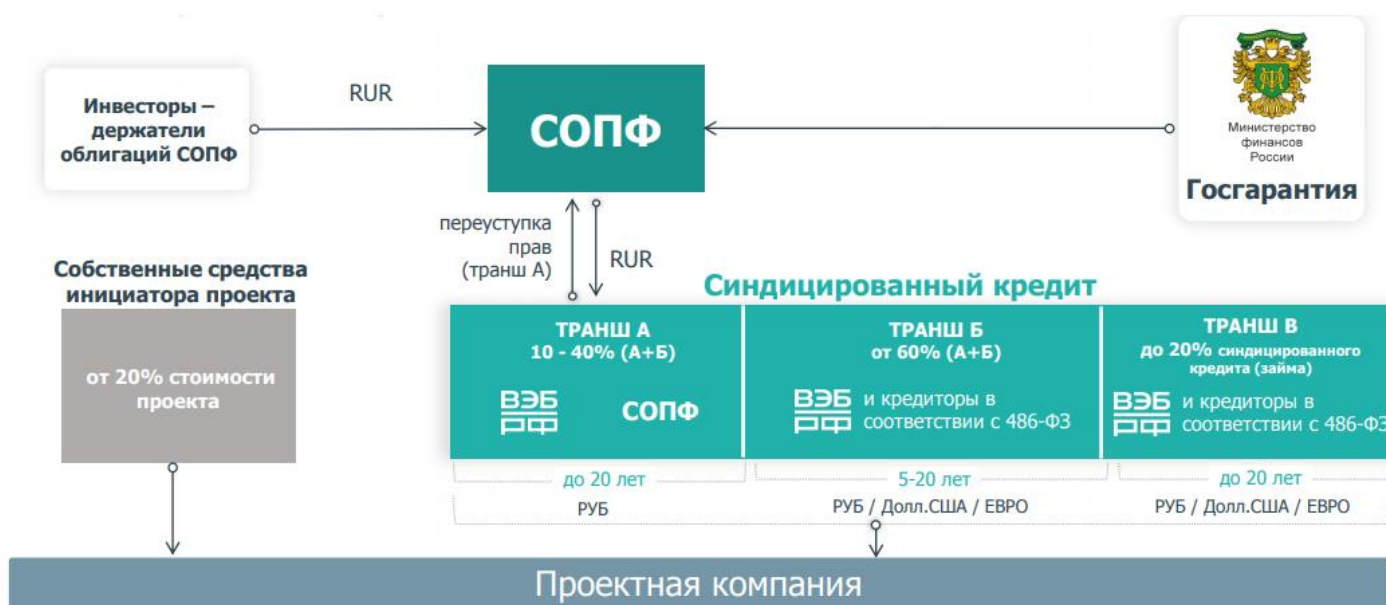 Инвесторы –
держатели
облигаций СОПФ
RUR
СОПФ
Министерство
финансов
России
Госгарантия
переуступка
прав
(транш А)
RUR
Собственные средства
инициатора проекта
от 20% стоимости
проекта
Синдицированный кредит
ТРАНШ А
10 - 40% (А+Б)
ВЭБ
РФ
СОПФ
ТРАНШ Б
от 60% (А+Б)
ВЭБ
РФ
и кредиторы в
соответствии с 486-ФЗ
ТРАНШ В
до 20% синдицированного
кредита (займа)
ВЭБ
РФ
и кредиторы в
соответствии с 486-ФЗ
до 20 лет
5-20 лет
до 20 лет
РУБ
РУБ / Долл.США / ЕВРО
РУБ / Долл.США / ЕВРО
Проектная компания